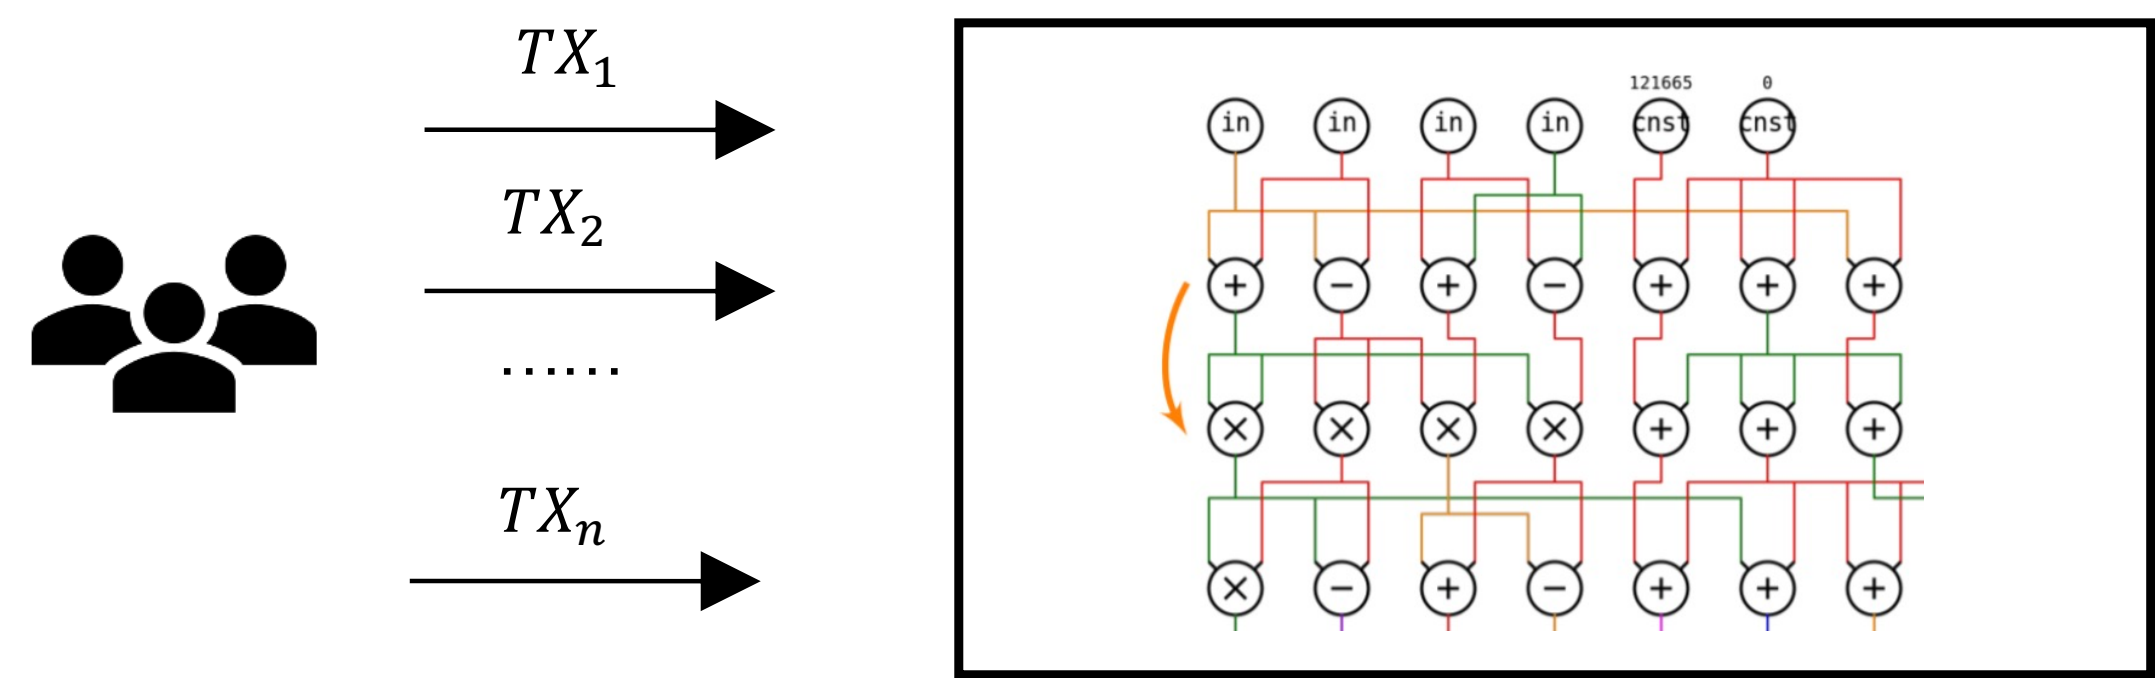 TX₁
TX₂
......
TXₙ
121665 0
in in in in cnst cnst
+ − + − + + +
× × × × + + +
× − + − + + +